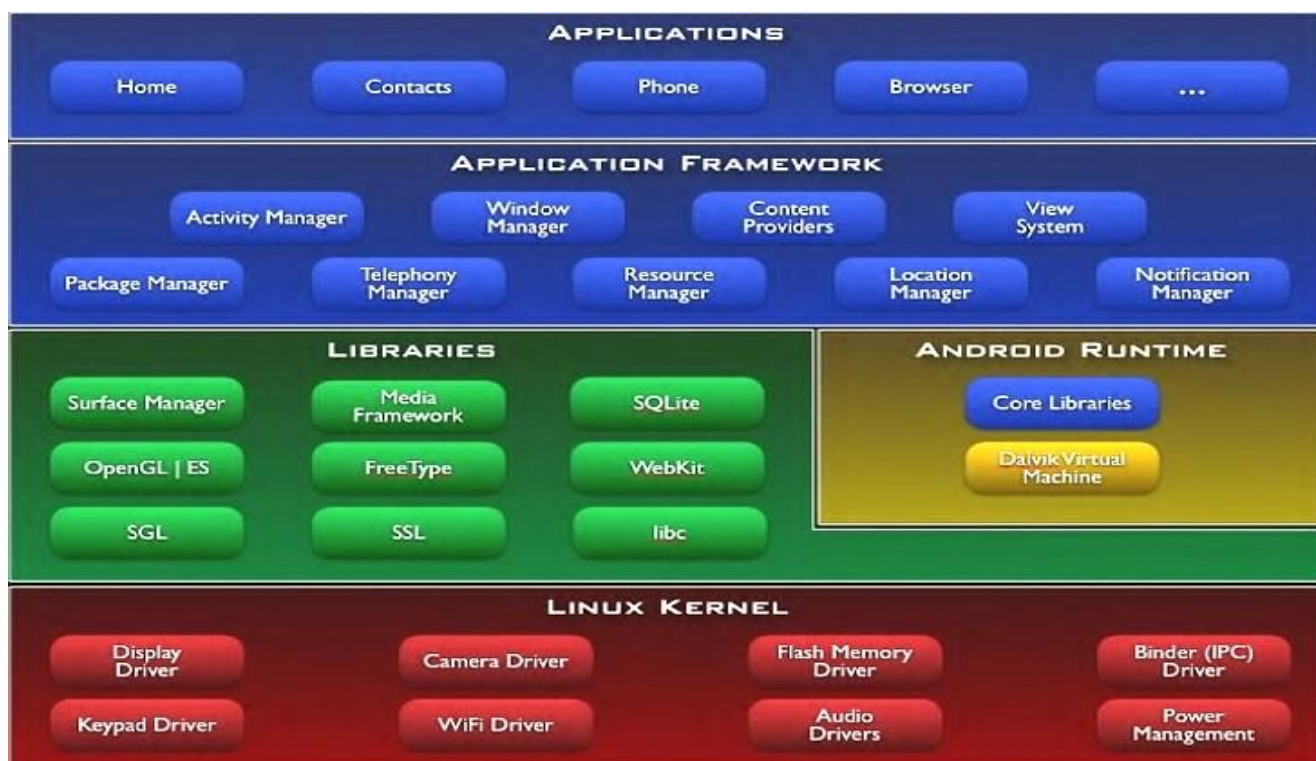 APPLICATIONS
Home
Contacts
Phone
Browser
...
APPLICATION FRAMEWORK
Activity Manager
Window
Manager
Content
Providers
View
System
Package Manager
Telephony
Manager
Resource
Manager
Location
Manager
Notification
Manager
LIBRARIES
Surface Manager
Media
Framework
SQLite
OpenGL | ES
FreeType
WebKit
SGL
SSL
libc
ANDROID RUNTIME
Core Libraries
Dalvik Virtual
Machine
LINUX KERNEL
Display
Driver
Camera Driver
Flash Memory
Driver
Binder (IPC)
Driver
Keypad Driver
WiFi Driver
Audio
Drivers
Power
Management